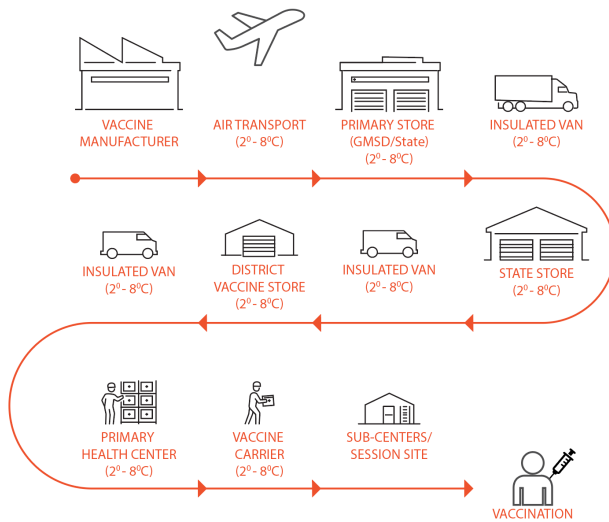 VACCINE
MANUFACTURER
AIR TRANSPORT
(2⁰ - 8⁰C)
PRIMARY STORE
(GMSD/State)
(2⁰ - 8⁰C)
INSULATED VAN
(2⁰ - 8⁰C)
STATE STORE
(2⁰ - 8⁰C)
INSULATED VAN
(2⁰ - 8⁰C)
DISTRICT
VACCINE STORE
(2⁰ - 8⁰C)
INSULATED VAN
(2⁰ - 8⁰C)
PRIMARY
HEALTH CENTER
(2⁰ - 8⁰C)
VACCINE
CARRIER
(2⁰ - 8⁰C)
SUB-CENTERS/
SESSION SITE
VACCINATION